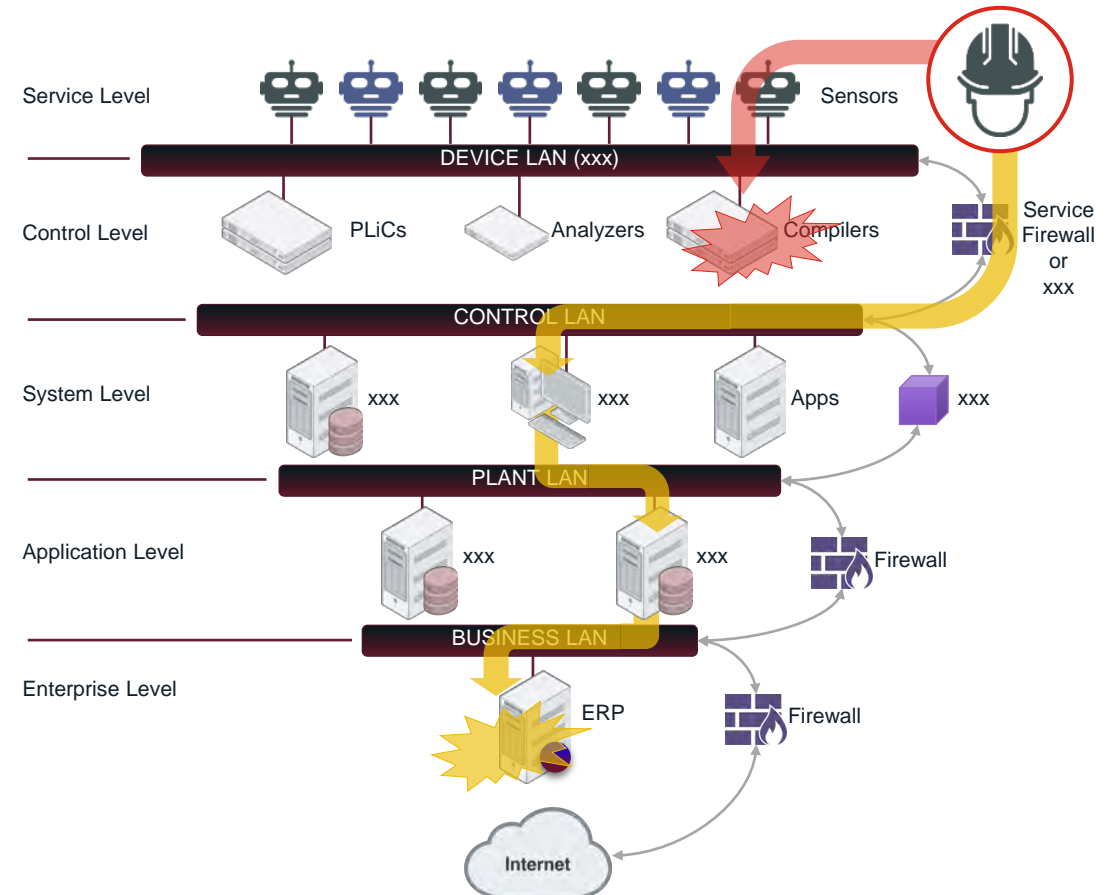 Service Level
Sensors
DEVICE LAN (xxx)
Control Level
PLiCs
Analyzers
Compilers
Service
Firewall
or
xxx
CONTROL LAN
System Level
xxx
xxx
Apps
xxx
PLANT LAN
Application Level
xxx
xxx
Firewall
BUSINESS LAN
Enterprise Level
ERP
Firewall
Internet